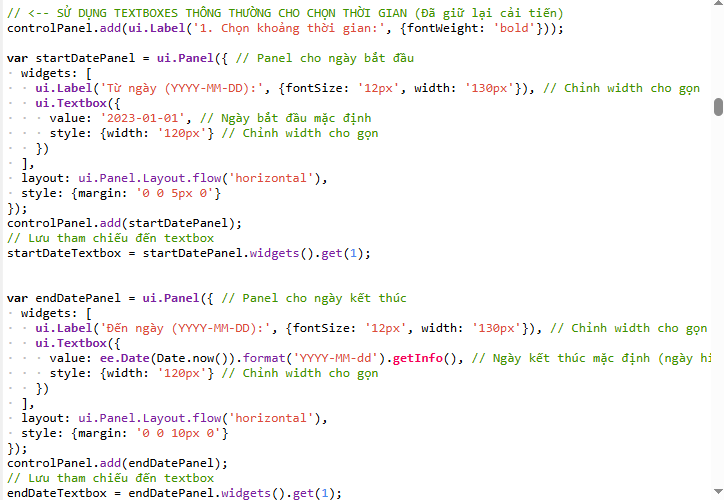 // <-- SỬ DỤNG TEXTBOXES THÔNG THƯỜNG CHO CHỌN THỜI GIAN (Đã giữ lại cải tiến)
controlPanel.add(ui.Label('1. Chọn khoảng thời gian:', {fontWeight: 'bold'}));

var startDatePanel = ui.Panel({ // Panel cho ngày bắt đầu
  widgets: [
    ui.Label('Từ ngày (YYYY-MM-DD):', {fontSize: '12px', width: '130px'}), // Chỉnh width cho gọn
    ui.Textbox({
      value: '2023-01-01', // Ngày bắt đầu mặc định
      style: {width: '120px'} // Chỉnh width cho gọn
    })
  ],
  layout: ui.Panel.Layout.flow('horizontal'),
  style: {margin: '0 0 5px 0'}
});
controlPanel.add(startDatePanel);
// Lưu tham chiếu đến textbox
startDateTextbox = startDatePanel.widgets().get(1);

var endDatePanel = ui.Panel({ // Panel cho ngày kết thúc
  widgets: [
    ui.Label('Đến ngày (YYYY-MM-DD):', {fontSize: '12px', width: '130px'}), // Chỉnh width cho gọn
    ui.Textbox({
      value: ee.Date(Date.now()).format('YYYY-MM-dd').getInfo(), // Ngày kết thúc mặc định (ngày hi
      style: {width: '120px'} // Chỉnh width cho gọn
    })
  ],
  layout: ui.Panel.Layout.flow('horizontal'),
  style: {margin: '0 0 10px 0'}
});
controlPanel.add(endDatePanel);
// Lưu tham chiếu đến textbox
endDateTextbox = endDatePanel.widgets().get(1);